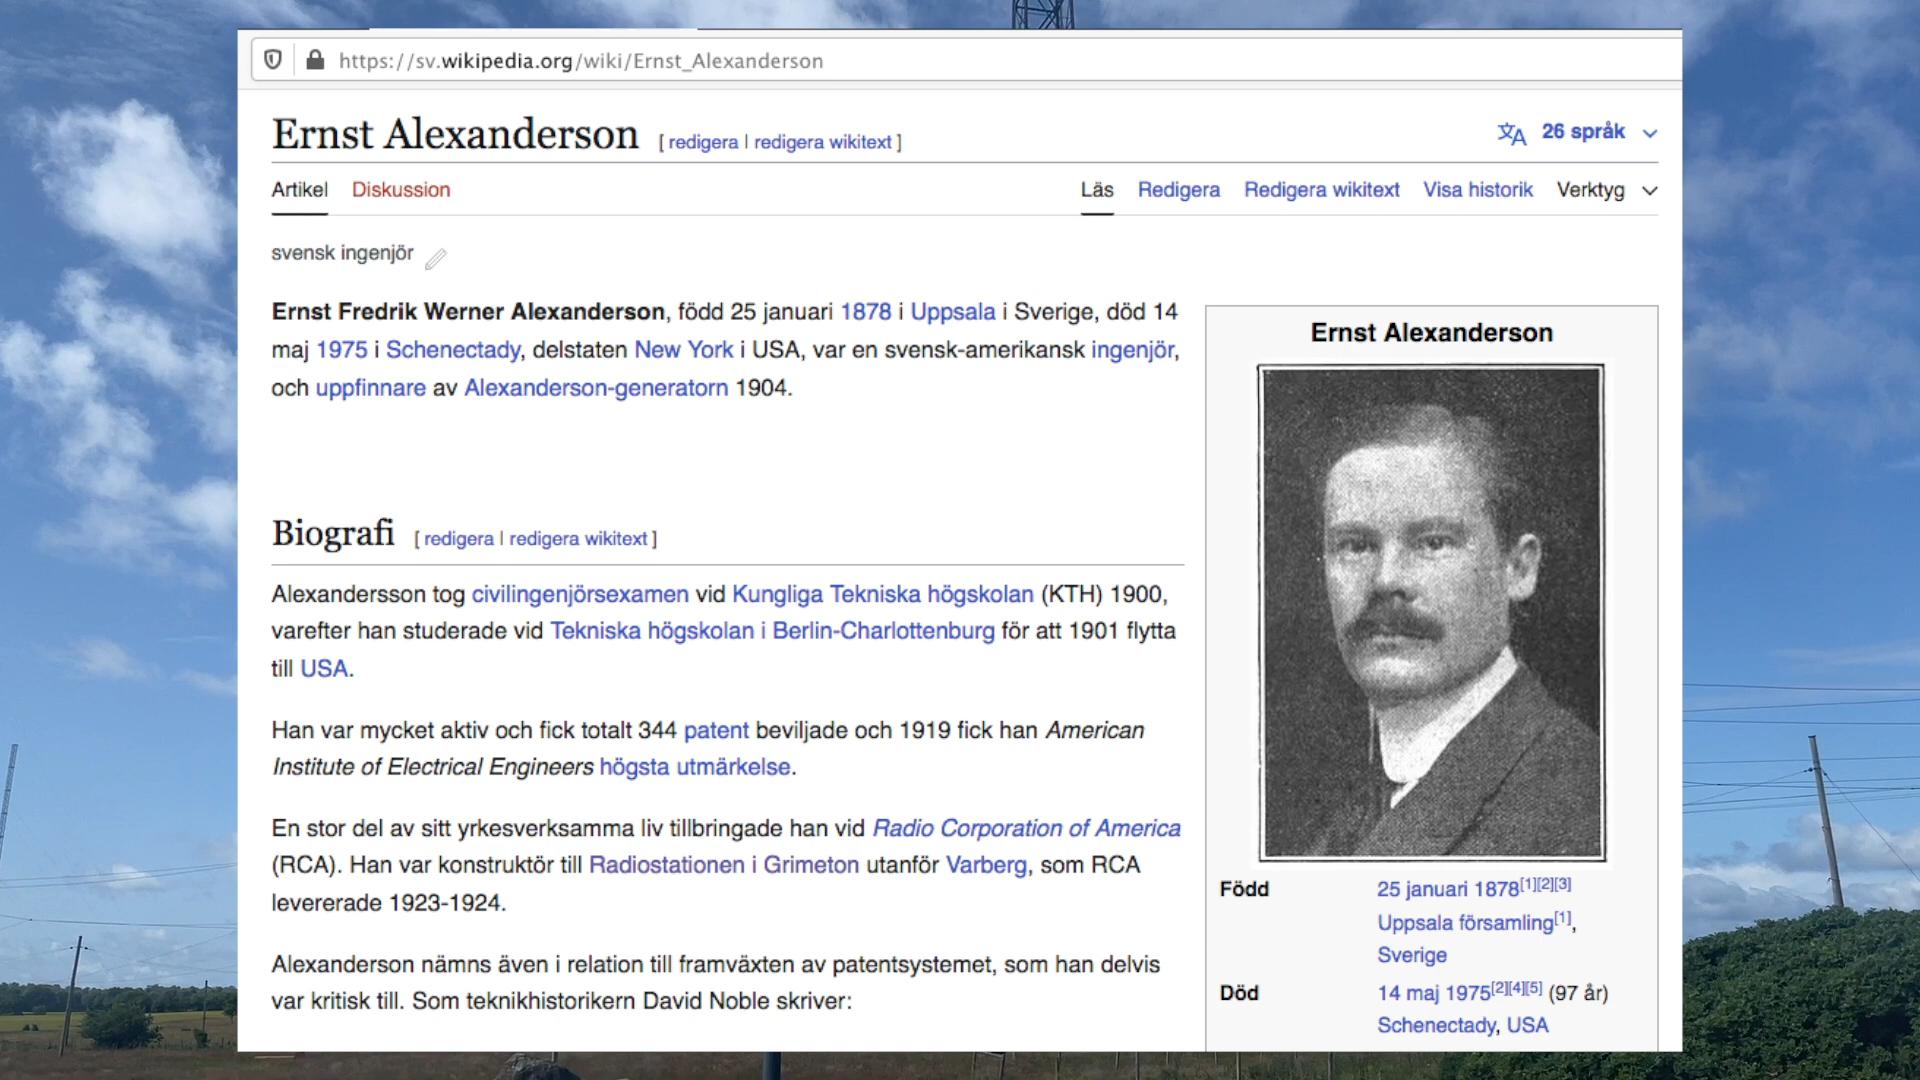 https://sv.wikipedia.org/wiki/Ernst_Alexanderson
Ernst Alexanderson [ redigera | redigera wikitext ]
26 språk
Artikel Diskussion
Läs Redigera Redigera wikitext Visa historik Verktyg
svensk ingenjör
Ernst Fredrik Werner Alexanderson, född 25 januari 1878 i Uppsala i Sverige, död 14
maj 1975 i Schenectady, delstaten New York i USA, var en svensk-amerikansk ingenjör,
och uppfinnare av Alexanderson-generatorn 1904.
Biografi [ redigera | redigera wikitext ]
Alexandersson tog civilingenjörsexamen vid Kungliga Tekniska högskolan (KTH) 1900,
varefter han studerade vid Tekniska högskolan i Berlin-Charlottenburg för att 1901 flytta
till USA.
Han var mycket aktiv och fick totalt 344 patent beviljade och 1919 fick han American
Institute of Electrical Engineers högsta utmärkelse.
En stor del av sitt yrkesverksamma liv tillbringade han vid Radio Corporation of America
(RCA). Han var konstruktör till Radiostationen i Grimeton utanför Varberg, som RCA
levererade 1923-1924.
Alexanderson nämns även i relation till framväxten av patentsystemet, som han delvis
var kritisk till. Som teknikhistorikern David Noble skriver:
Ernst Alexanderson
Född 25 januari 1878[1][2][3]
Uppsala församling[1],
Sverige
Död 14 maj 1975[2][4][5] (97 år)
Schenectady, USA